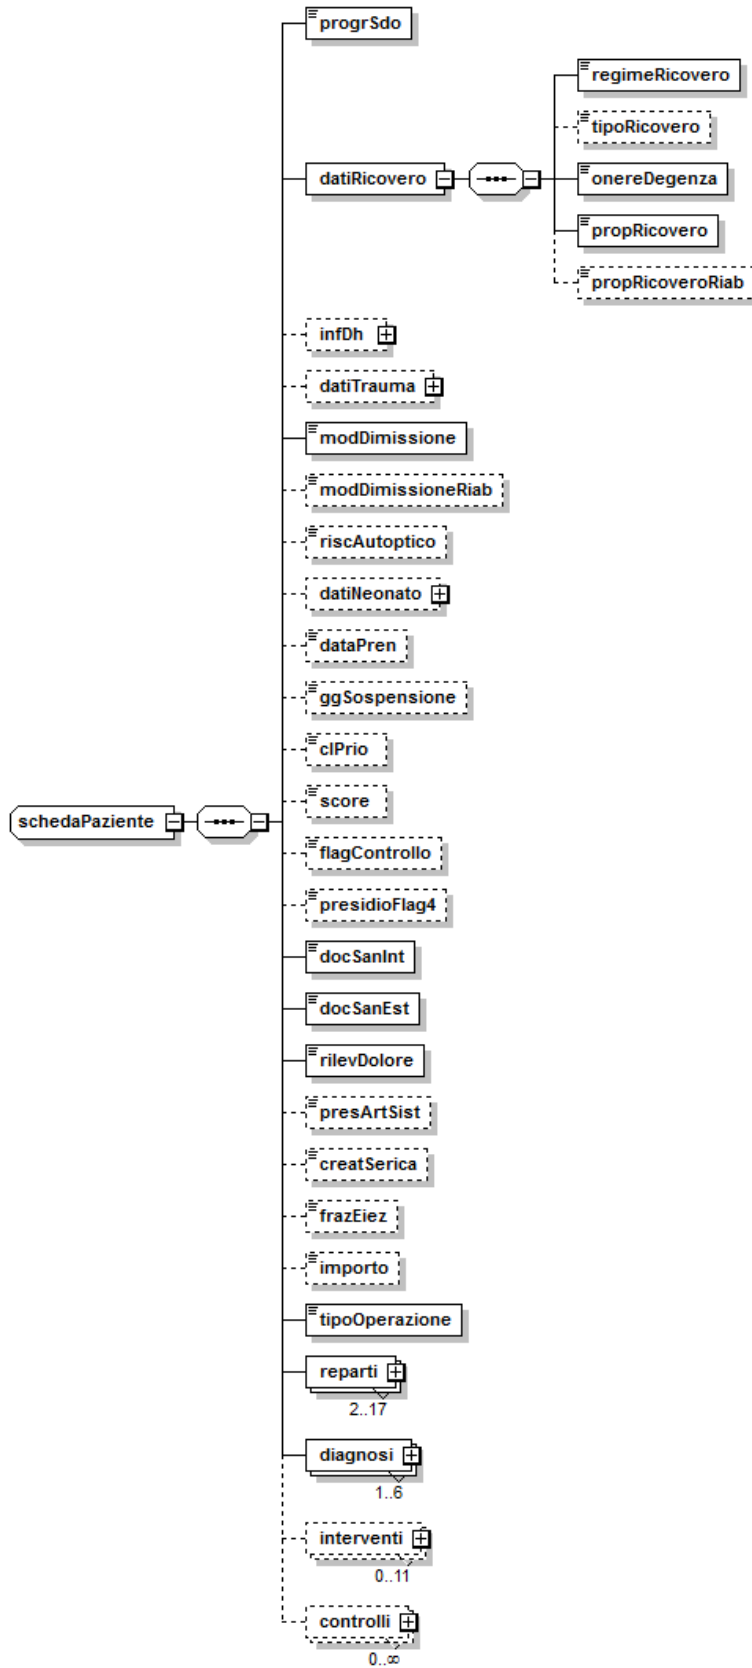 progrSdo
regimeRicovero
tipoRicovero
datiRicovero
onereDegenza
propRicovero
propRicoveroRiab
infDh
datiTrauma
modDimissione
modDimissioneRiab
riscAutoptico
datiNeonato
dataPren
ggSospensione
clPrio
score
schedaPaziente
flagControllo
presidioFlag4
docSanInt
docSanEst
rilevDolore
presArtSist
creatSerica
frazEiez
importo
tipoOperazione
reparti
2..17
diagnosi
1..6
interventi
0..11
controlli
0..∞